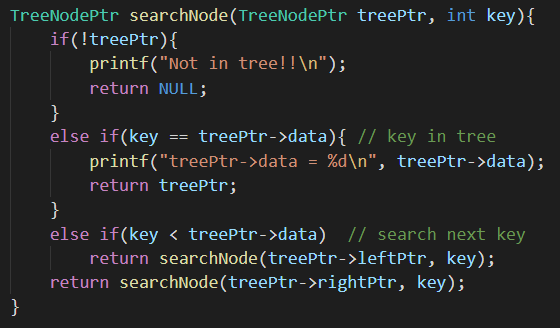 TreeNodePtr searchNode(TreeNodePtr treePtr, int key){
    if(!treePtr){
        printf("Not in tree!!\n");
        return NULL;
    }
    else if(key == treePtr->data){ // key in tree
        printf("treePtr->data = %d\n", treePtr->data);
        return treePtr;
    }
    else if(key < treePtr->data)  // search next key
        return searchNode(treePtr->leftPtr, key);
    return searchNode(treePtr->rightPtr, key);
}